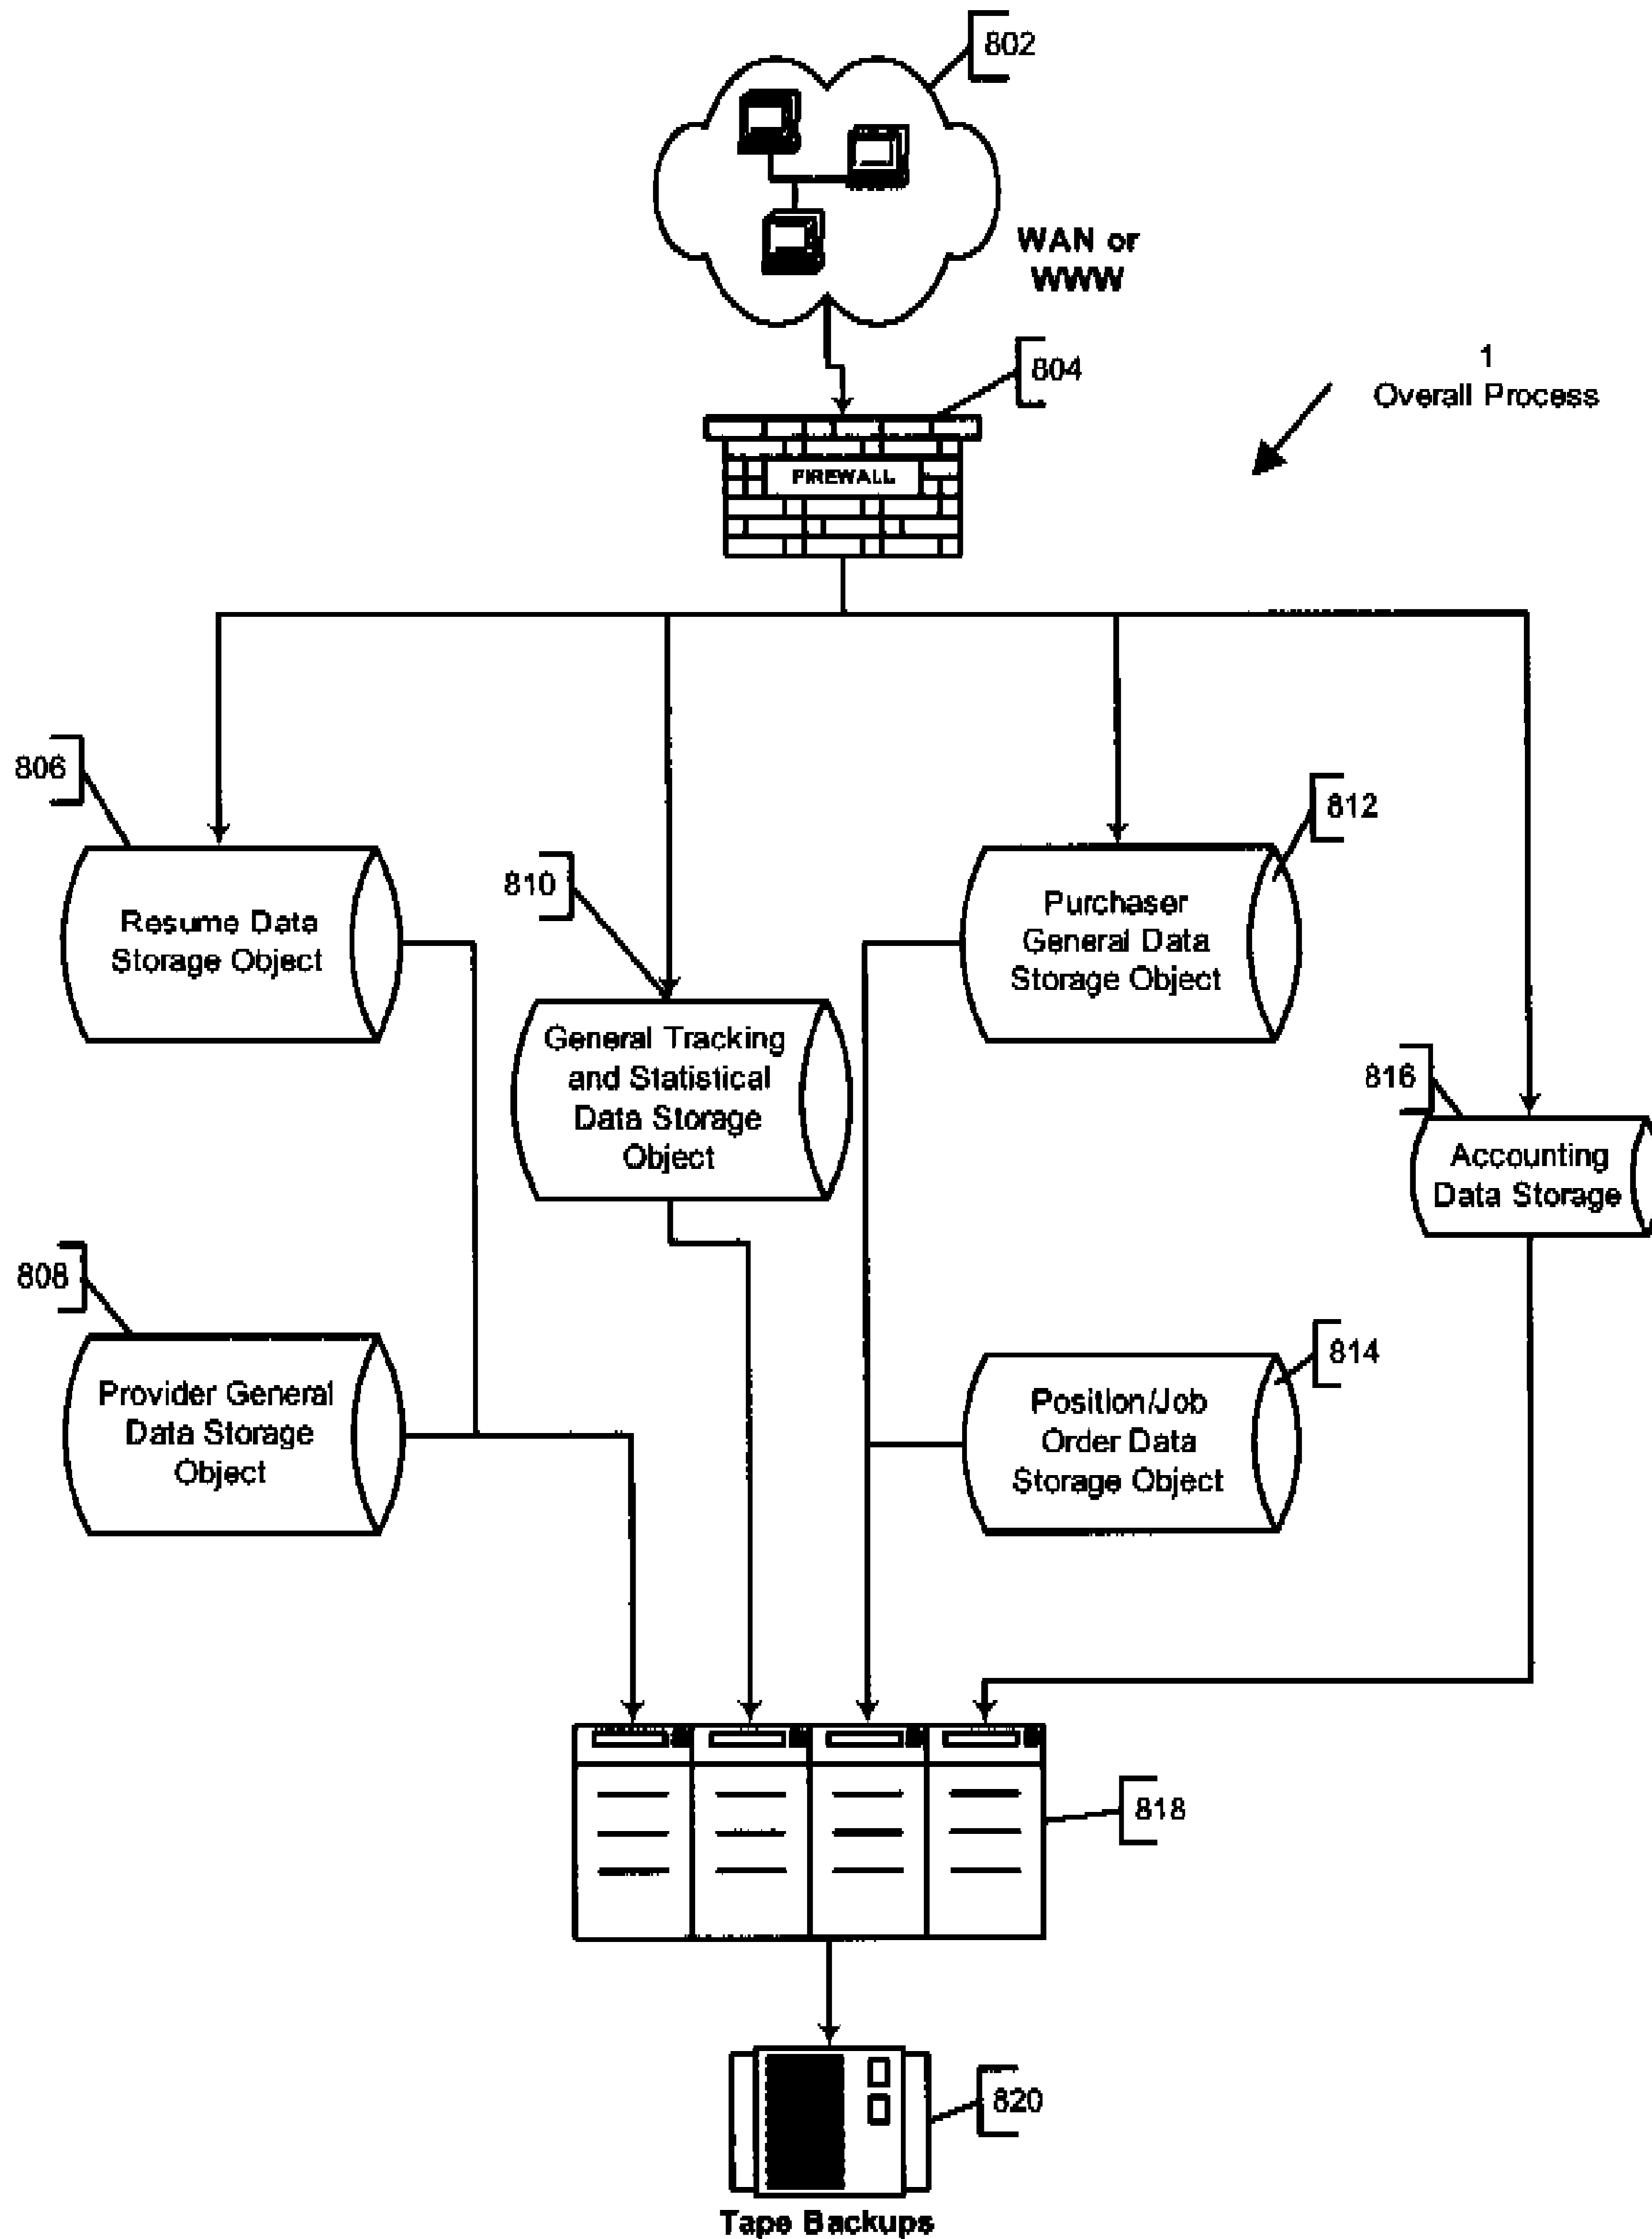 802
WAN or
WWW
804
FIREWALL
1
Overall Process
806
Resume Data
Storage Object
810
General Tracking
and Statistical
Data Storage
Object
812
Purchaser
General Data
Storage Object
816
Accounting
Data Storage
808
Provider General
Data Storage
Object
814
Position/Job
Order Data
Storage Object
818
820
Tape Backups